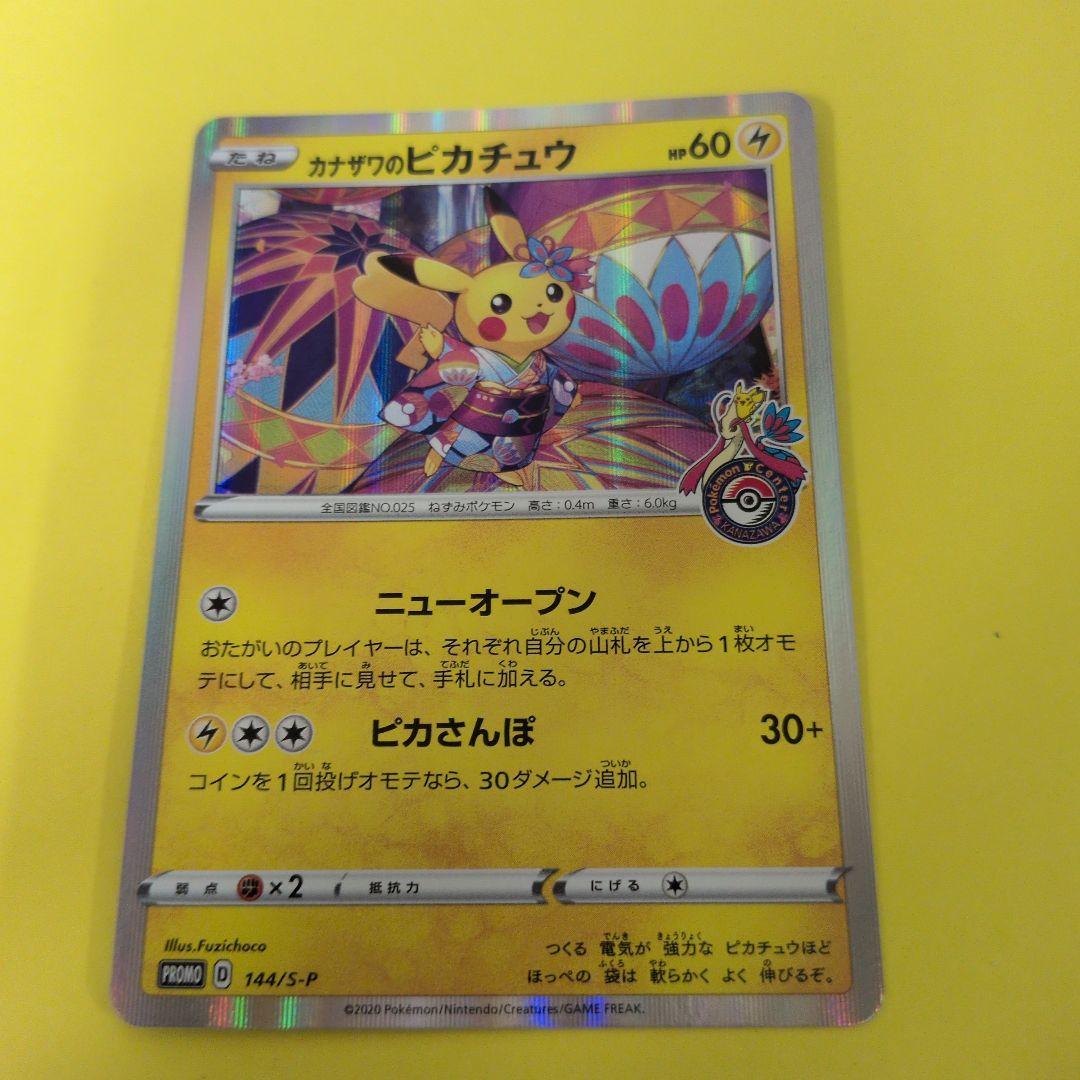 たね カナザワのピカチュウ HP60
Pokémon Center
KANAZAWA
全国図鑑NO.025 ねずみポケモン 高さ:0.4m 重さ:6.0kg
ニューオープン
おたがいのプレイヤーは、それぞれ自分の山札を上から1枚オモ
テにして、相手に見せて、手札に加える。
ピカさんぽ 30+
コインを1回投げオモテなら、30ダメージ追加。
弱点 ×2 抵抗力 にげる
Illus.Fuzichoco
つくる 電気が 強力な ピカチュウほど
ほっぺの 袋は 軟らかく よく 伸びるぞ。
PROMO D 144/S-P
©2020 Pokémon/Nintendo/Creatures/GAME FREAK.